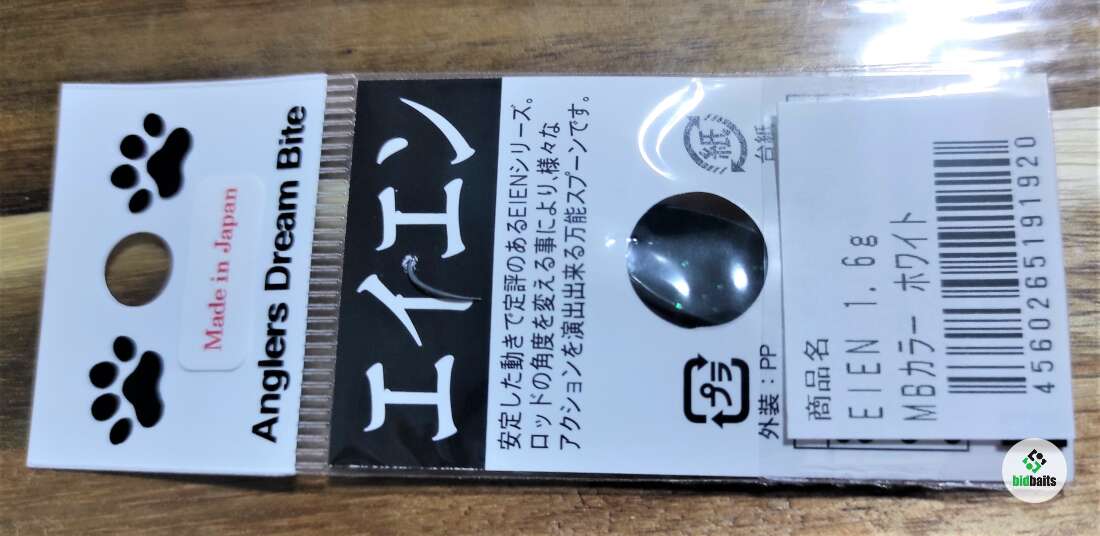 Made in Japan
Anglers Dream Bite
エイエン
安定した動きで定評のあるEIENシリーズ。
ロッドの角度を変える事により、様々な
アクションを演出出来る万能スプーンです。
プラ
外装：PP
紙
台紙
商品名
EIEN 1.6g
MBカラー ホワイト
4560265191920
bidbaits